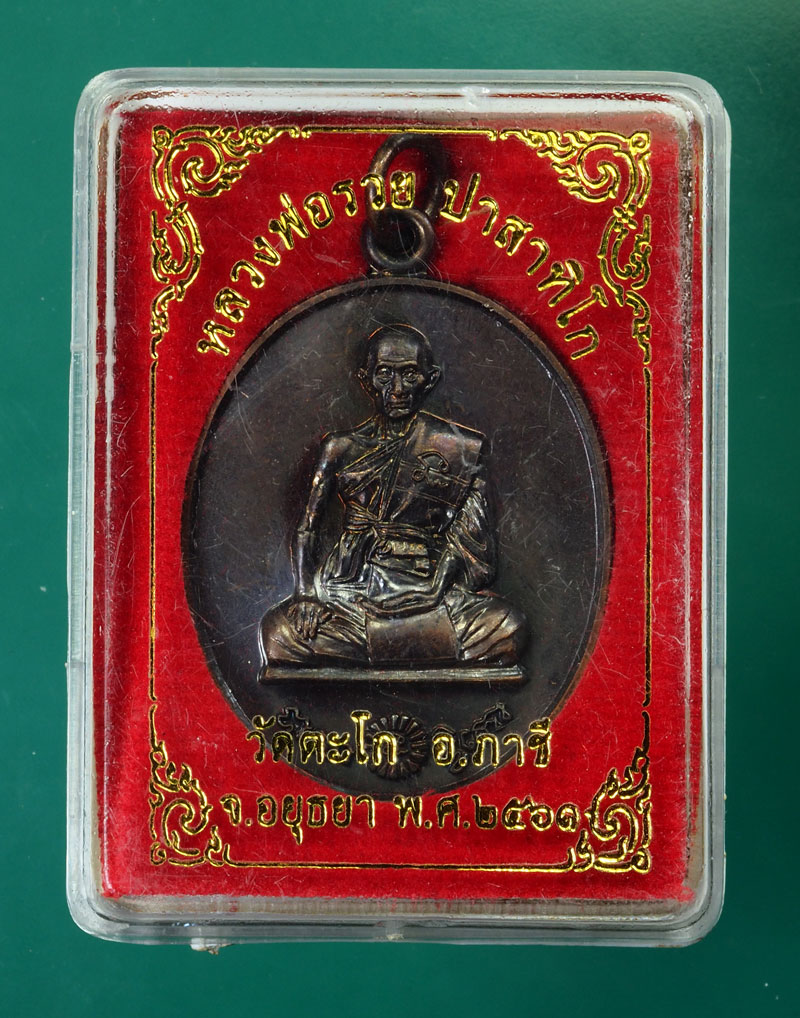 หลวงพ่อรวย ปาสาทิโก
วัดตะโก อ.ภาชี
จ.อยุธยา พ.ศ.๒๕๖๑